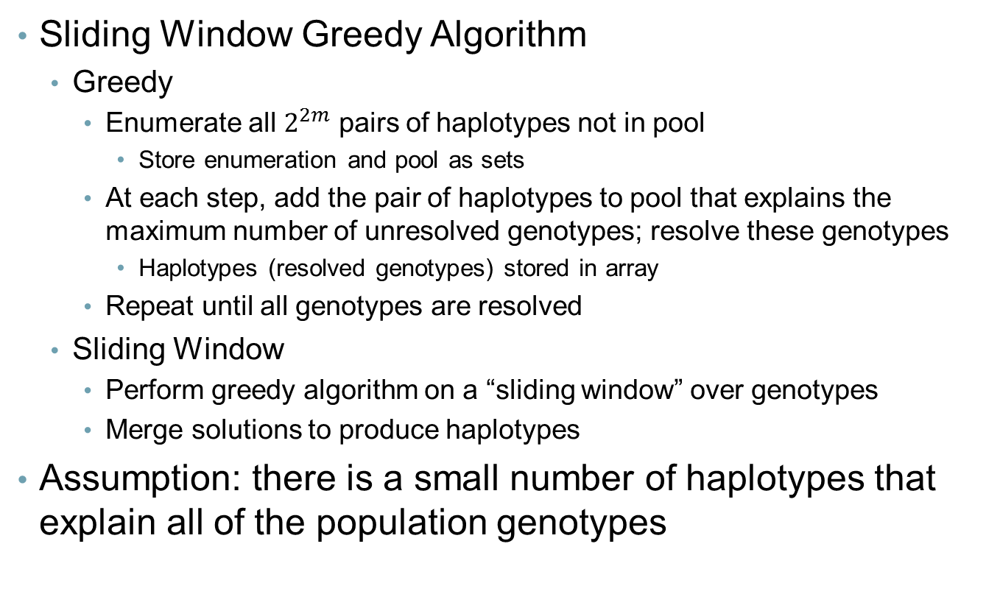 • Sliding Window Greedy Algorithm
• Greedy
• Enumerate all 2²ᵐ pairs of haplotypes not in pool
• Store enumeration and pool as sets
• At each step, add the pair of haplotypes to pool that explains the
maximum number of unresolved genotypes; resolve these genotypes
• Haplotypes (resolved genotypes) stored in array
• Repeat until all genotypes are resolved
• Sliding Window
• Perform greedy algorithm on a “sliding window” over genotypes
• Merge solutions to produce haplotypes
• Assumption: there is a small number of haplotypes that
explain all of the population genotypes